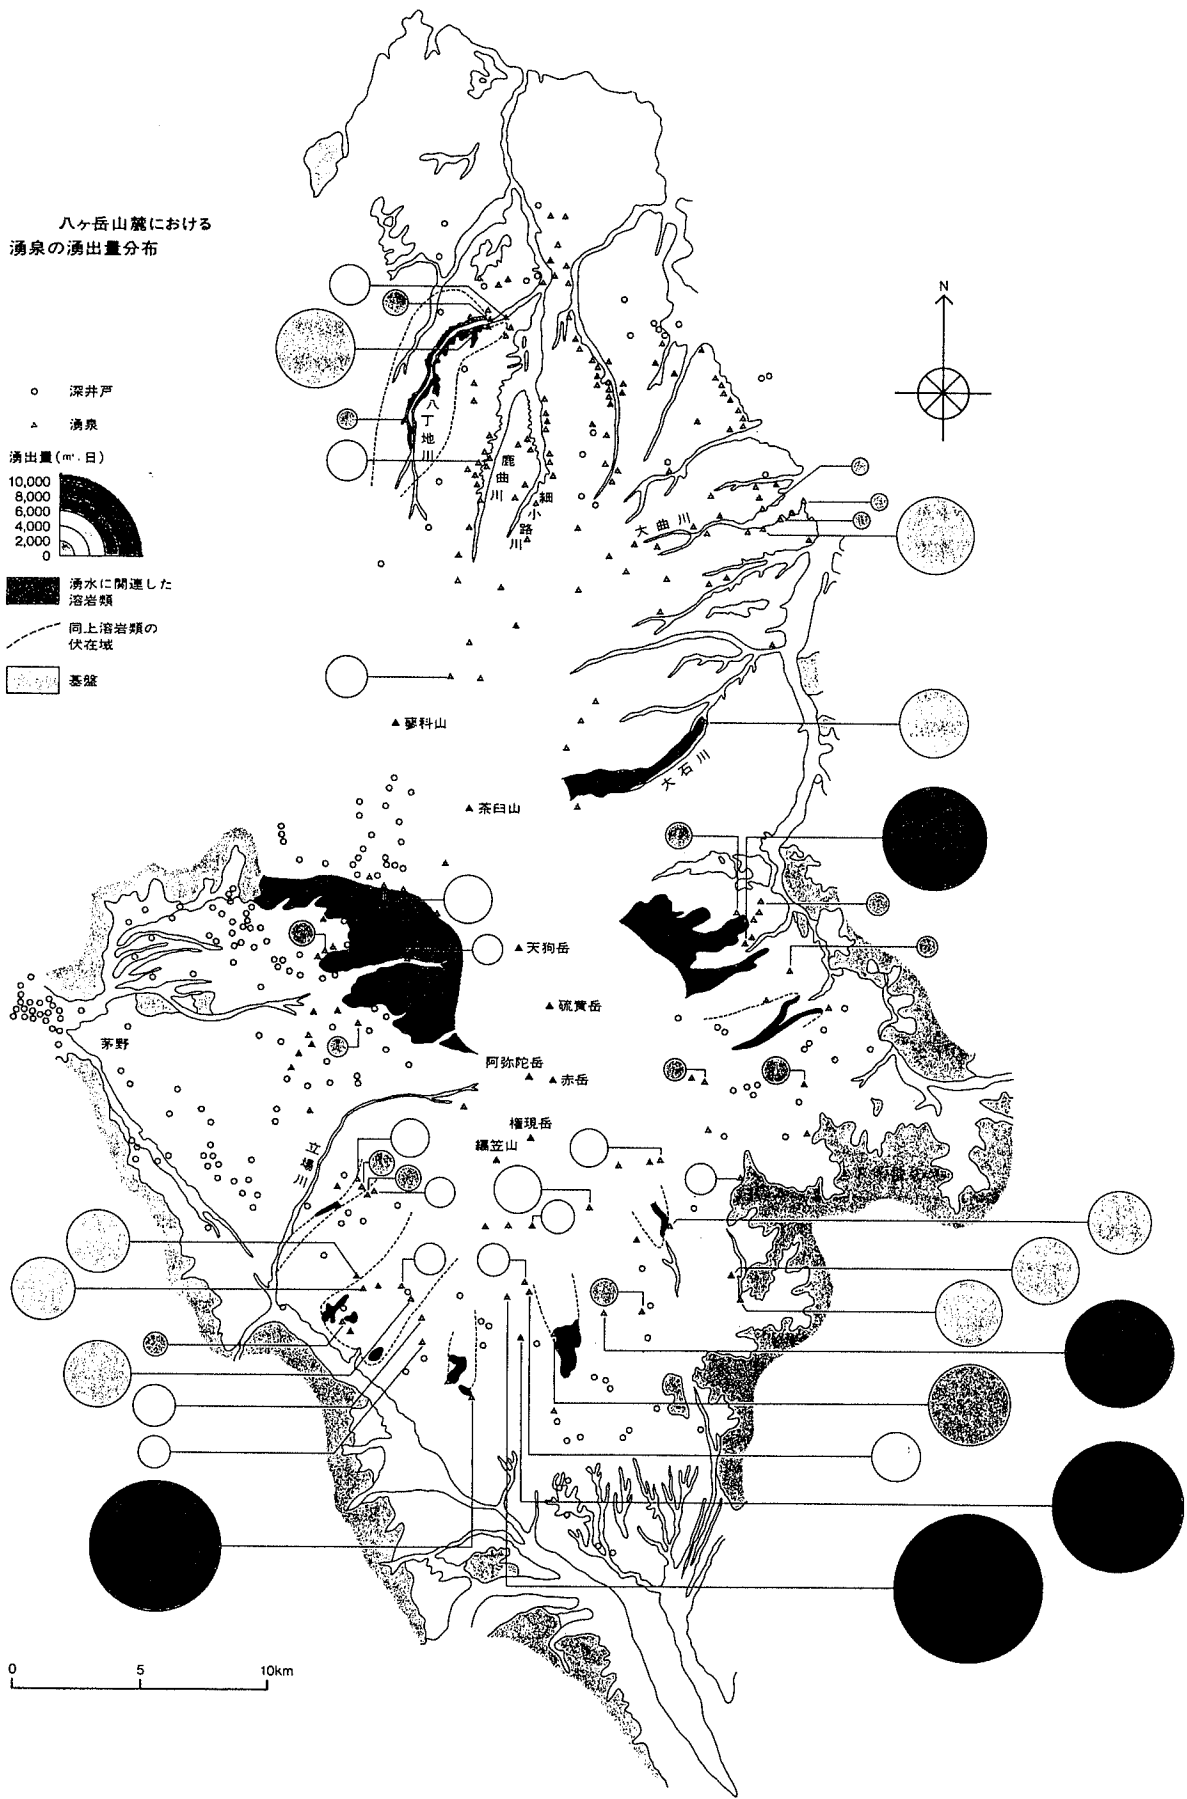 八ヶ岳山麓における
湧泉の湧出量分布
深井戸
湧泉
湧出量(㎥.日)
10,000
8,000
6,000
4,000
2,000
0
湧水に関連した
溶岩類
同上溶岩類の
伏在域
基盤
N
八丁地川
鹿曲川
細小路川
大曲川
蓼科山
大石川
茶臼山
天狗岳
硫黄岳
茅野
阿弥陀岳
赤岳
権現岳
編笠山
立場川
0 5 10km